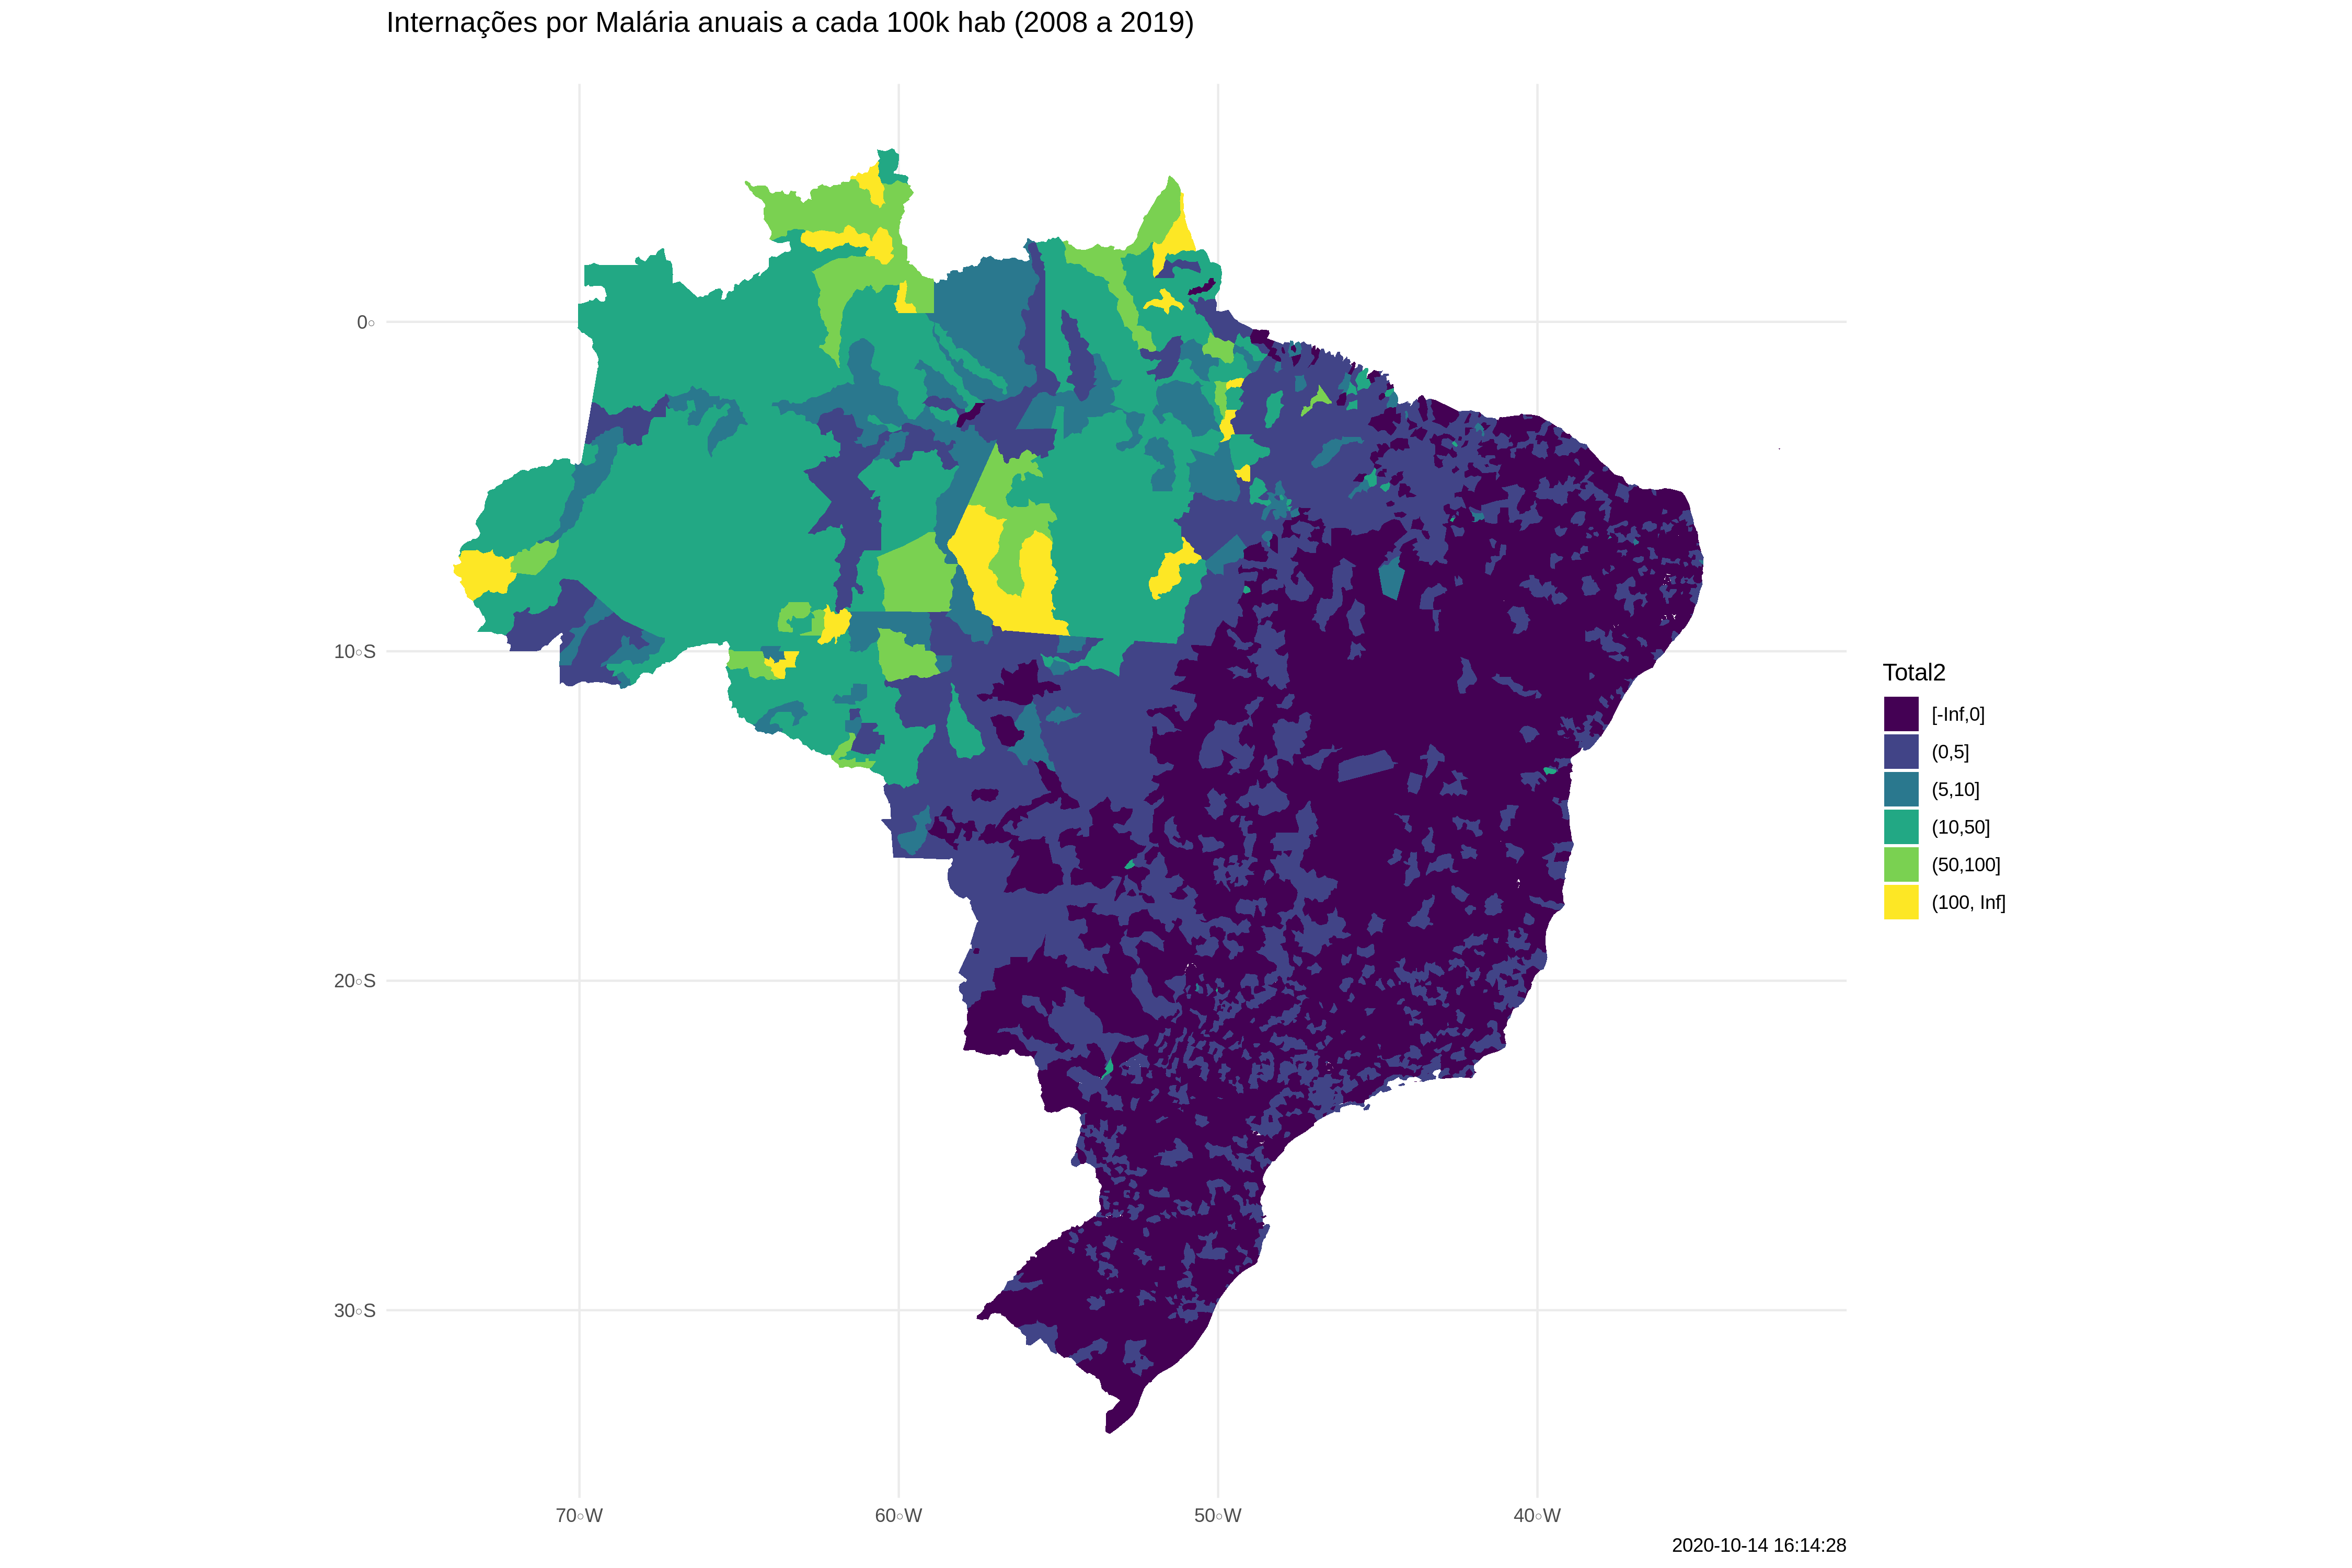 Internações por Malária anuais a cada 100k hab (2008 a 2019)
0○
10○S
20○S
30○S
70○W
60○W
50○W
40○W
Total2
[-Inf,0]
(0,5]
(5,10]
(10,50]
(50,100]
(100, Inf]
2020-10-14 16:14:28